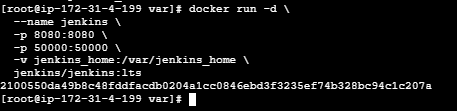 [root@ip-172-31-4-199 var]# docker run -d \
  --name jenkins \
  -p 8080:8080 \
  -p 50000:50000 \
  -v jenkins_home:/var/jenkins_home \
  jenkins/jenkins:lts
2100550da49b8c48fddfacdb0204a1cc0846ebd3f3235ef74b328bc94c1c207a
[root@ip-172-31-4-199 var]#